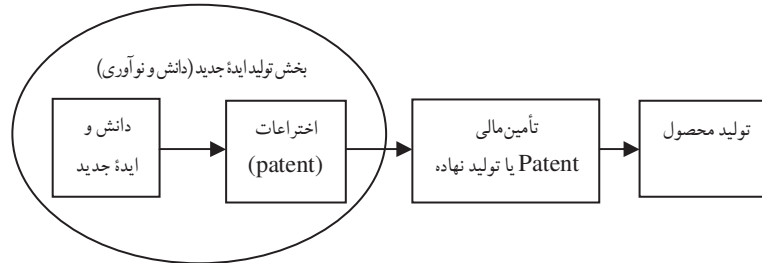 بخش تولید ایدهٔ جدید (دانش و نوآوری)
دانش و
ایدهٔ جدید
اختراعات
(patent)
تأمین‌مالی
Patent یا تولید نهاده
تولید محصول